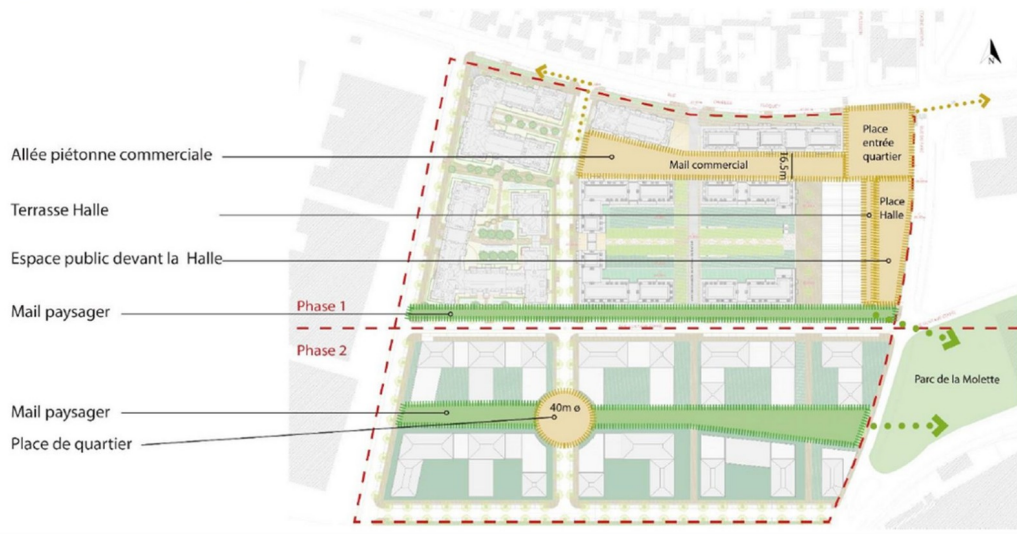 N
Allée piétonne commerciale
Terrasse Halle
Espace public devant la Halle
Mail paysager
Phase 1
Phase 2
Mail paysager
Place de quartier
Mail commercial
16.5m
Place
entrée
quartier
Place
Halle
Parc de la Molette
40m ø